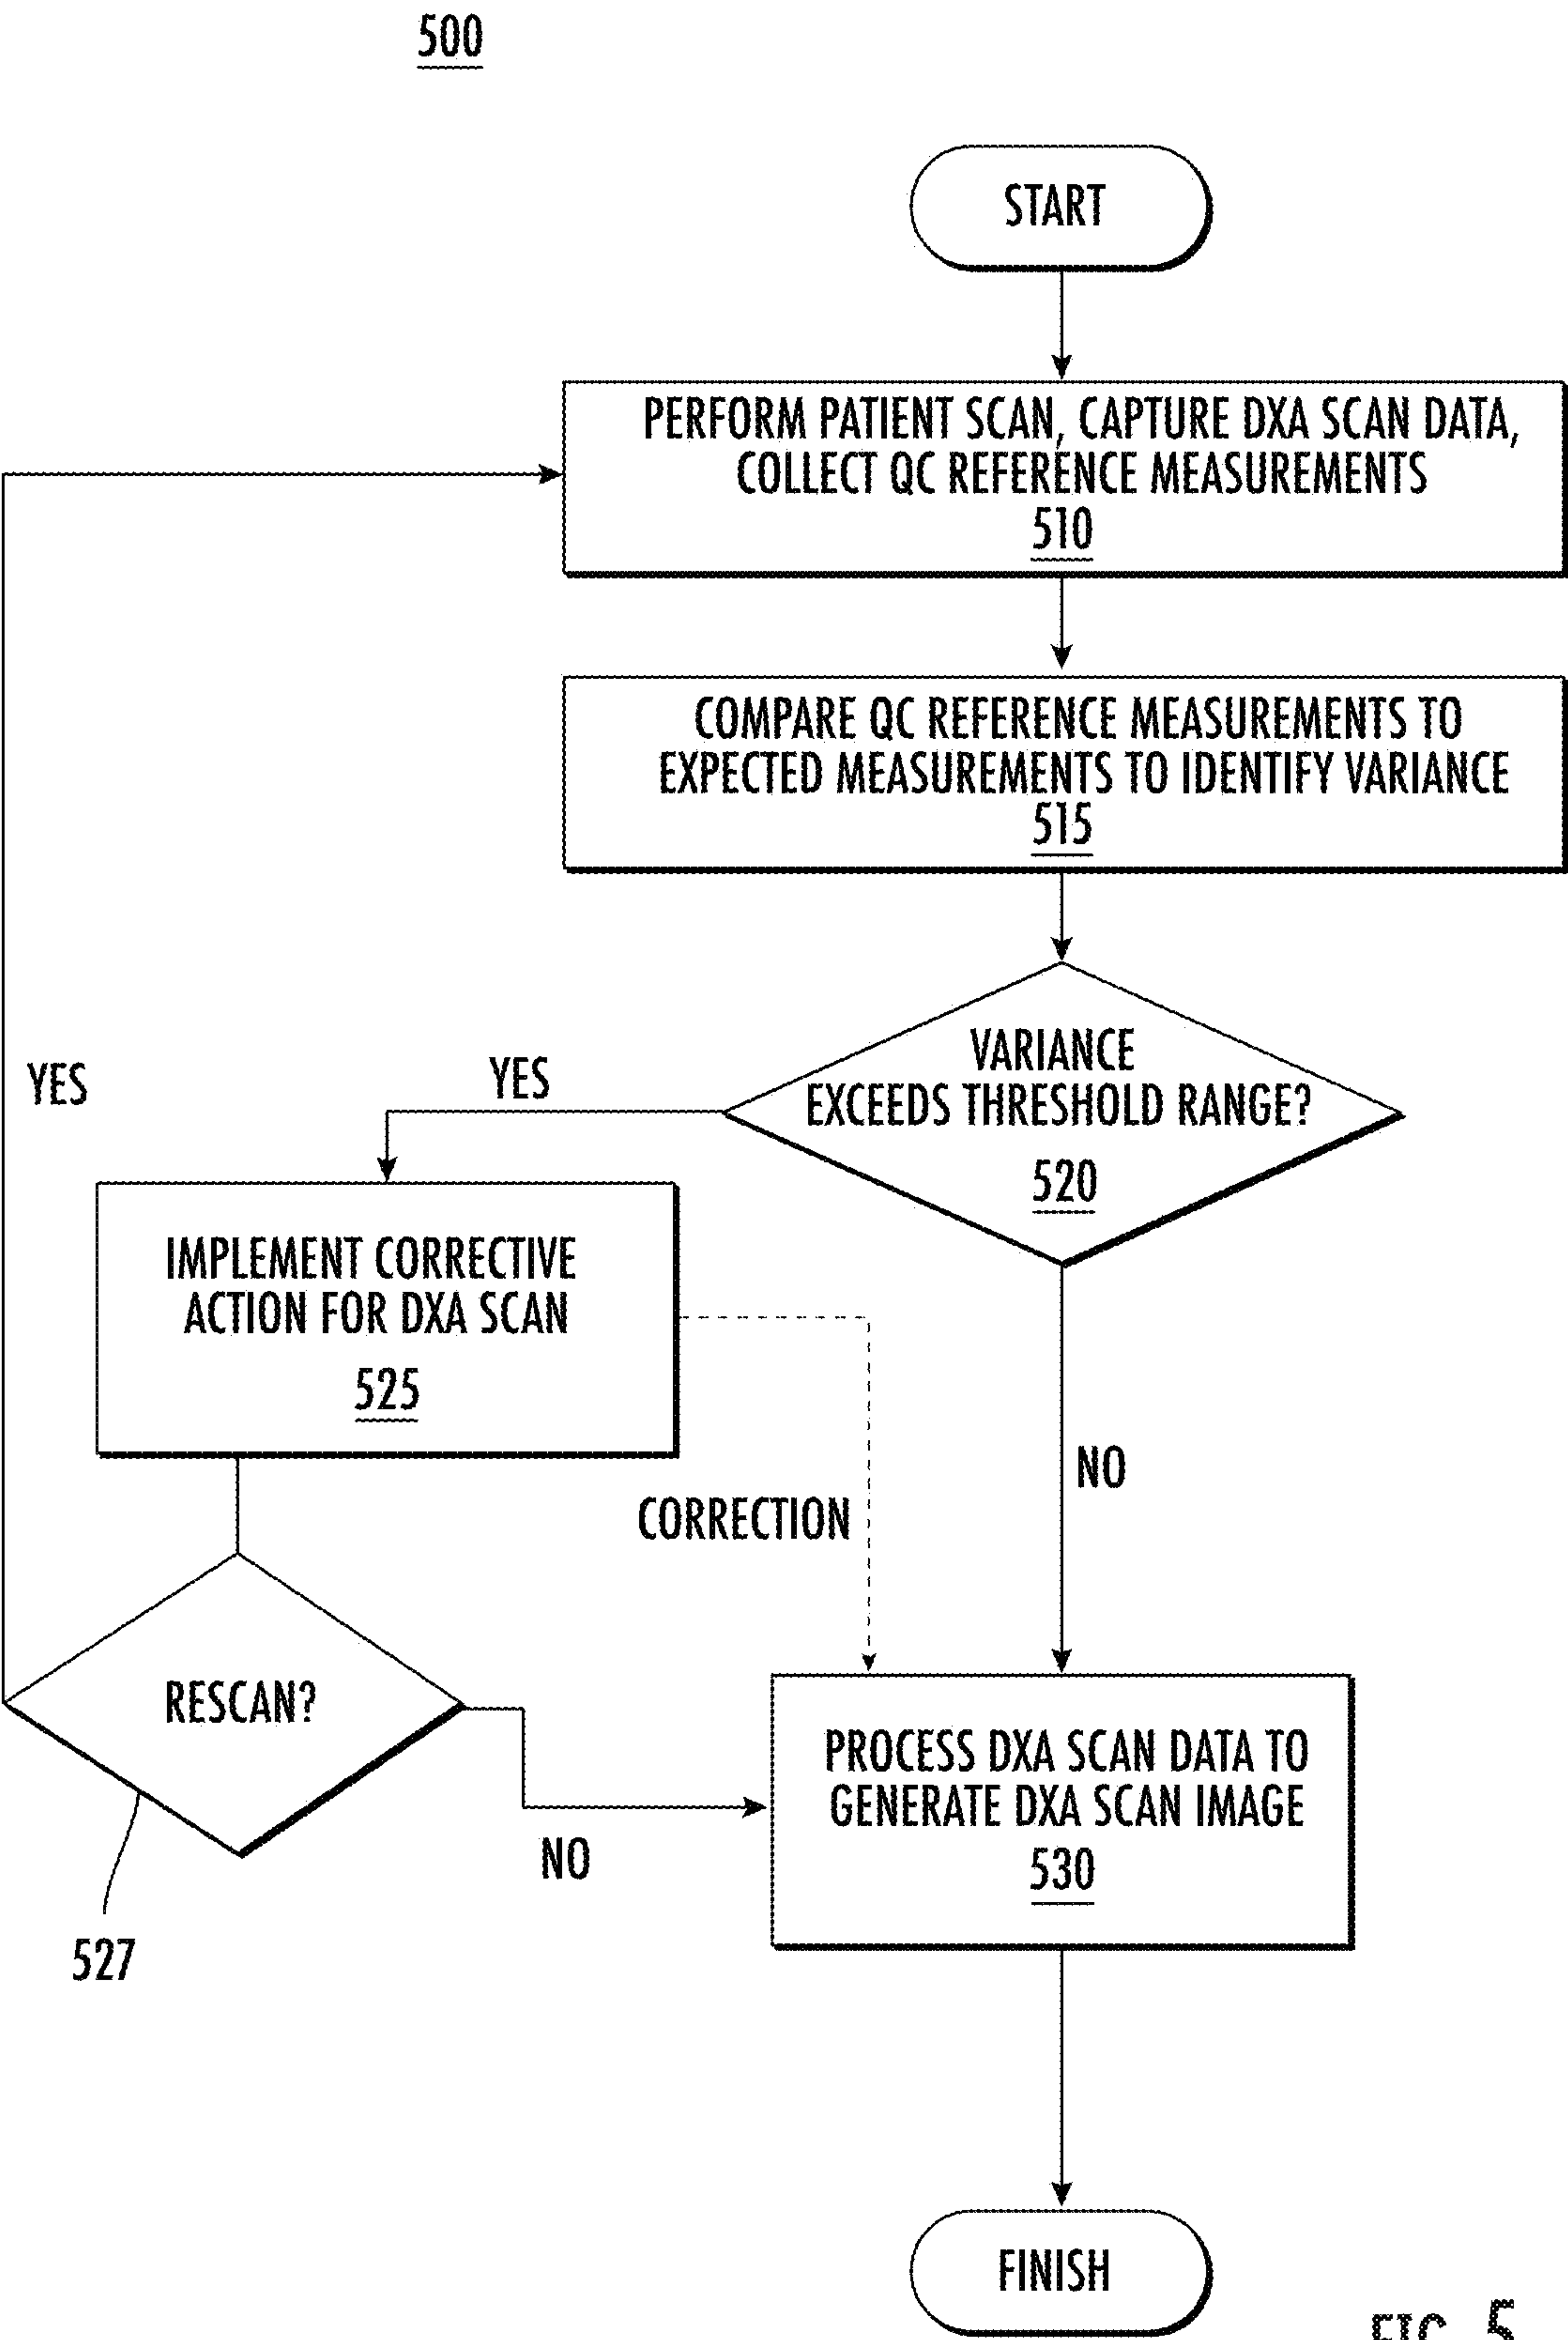 500
START
PERFORM PATIENT SCAN, CAPTURE DXA SCAN DATA,
COLLECT QC REFERENCE MEASUREMENTS
510
COMPARE QC REFERENCE MEASUREMENTS TO
EXPECTED MEASUREMENTS TO IDENTIFY VARIANCE
515
VARIANCE
EXCEEDS THRESHOLD RANGE?
520
YES
YES
IMPLEMENT CORRECTIVE
ACTION FOR DXA SCAN
525
NO
CORRECTION
RESCAN?
527
NO
PROCESS DXA SCAN DATA TO
GENERATE DXA SCAN IMAGE
530
FINISH
FIG. 5